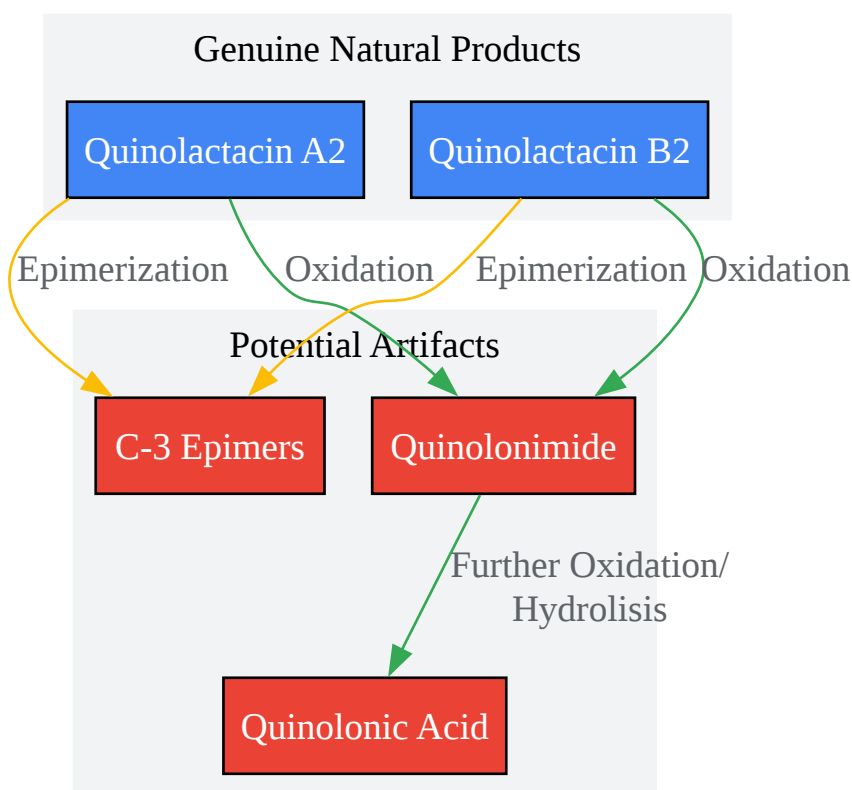 Genuine Natural Products
Quinolactacin A2
Quinolactacin B2
Epimerization
Oxidation
Epimerization
Oxidation
Potential Artifacts
C-3 Epimers
Quinolonimide
Further Oxidation/
Hydrolisis
Quinolonic Acid